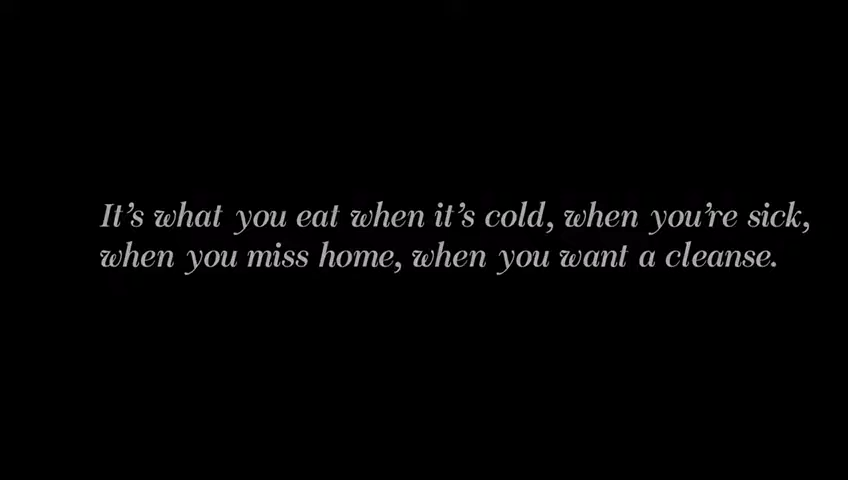 It's what you eat when it's cold, when you're sick,
when you miss home, when you want a cleanse.